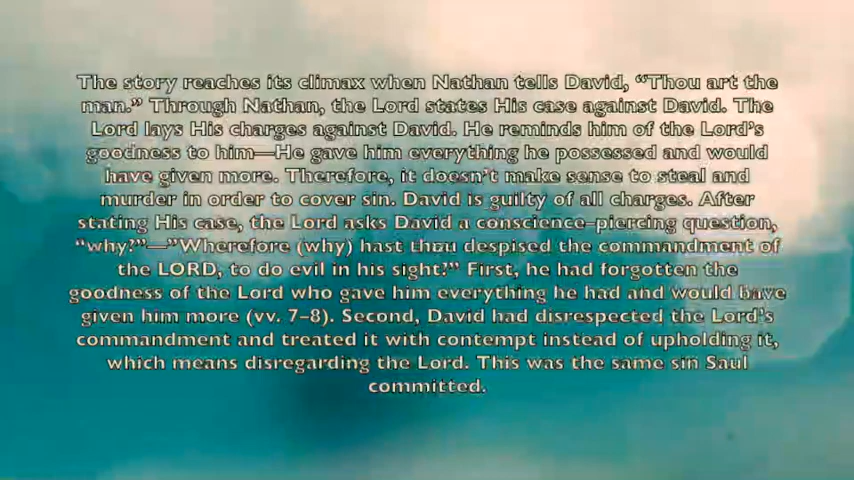 The story reaches its climax when Nathan tells David, “Thou art the
man.” Through Nathan, the Lord states His case against David. The
Lord lays His charges against David. He reminds him of the Lord’s
goodness to him—He gave him everything he possessed and would
have given more. Therefore, it doesn’t make sense to steal and
murder in order to cover sin. David is guilty of all charges. After
stating His case, the Lord asks David a conscience-piercing question,
“why?”—”Wherefore (why) hast thou despised the commandment of
the LORD, to do evil in his sight?” First, he had forgotten the
goodness of the Lord who gave him everything he had and would have
given him more (vv. 7-8). Second, David had disrespected the Lord’s
commandment and treated it with contempt instead of upholding it,
which means disregarding the Lord. This was the same sin Saul
committed.